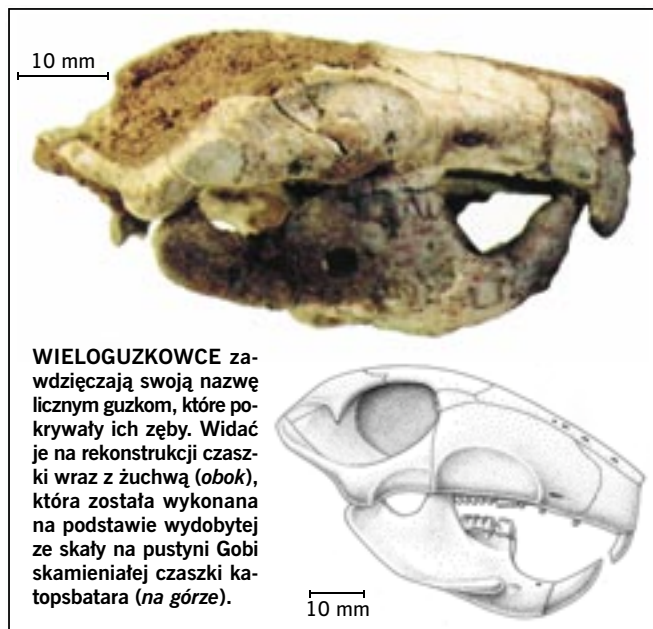 10 mm
WIELOGUZKOWCE za-
wdzięczają swoją nazwę
licznym guzkom, które po-
krywały ich zęby. Widać
je na rekonstrukcji czasz-
ki wraz z żuchwą (obok),
która została wykonana
na podstawie wydobytej
ze skały na pustyni Gobi
skamieniałej czaszki ka-
topsbatara (na górze).
10 mm